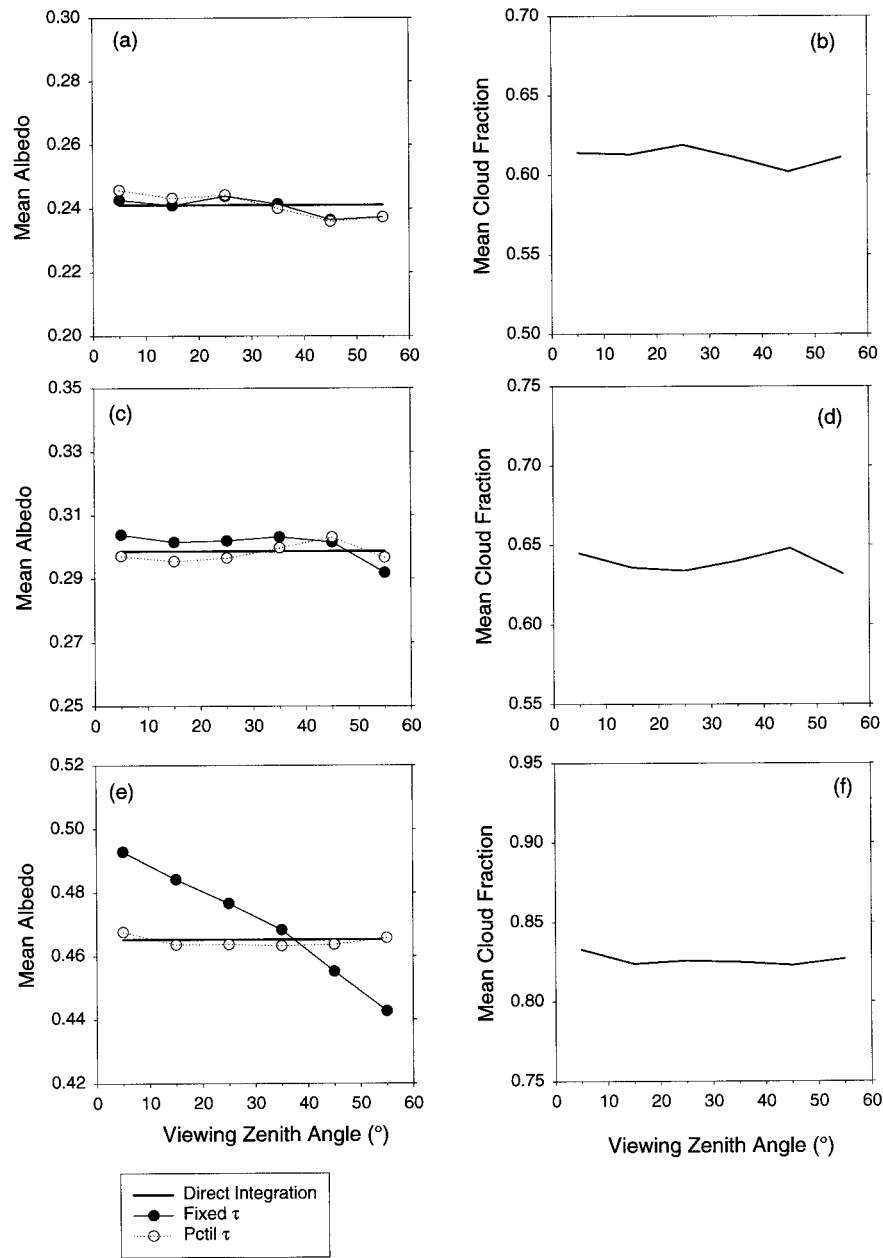 (a)
Mean Albedo
0.30
0.28
0.26
0.24
0.22
0.20
0 10 20 30 40 50 60
(b)
Mean Cloud Fraction
0.70
0.65
0.60
0.55
0.50
0 10 20 30 40 50 60
(c)
Mean Albedo
0.35
0.33
0.31
0.29
0.27
0.25
0 10 20 30 40 50 60
(d)
Mean Cloud Fraction
0.75
0.70
0.65
0.60
0.55
0 10 20 30 40 50 60
(e)
Mean Albedo
0.52
0.50
0.48
0.46
0.44
0.42
0 10 20 30 40 50 60
Viewing Zenith Angle (°)
(f)
Mean Cloud Fraction
0.95
0.90
0.85
0.80
0.75
0 10 20 30 40 50 60
Viewing Zenith Angle (°)
Direct Integration
Fixed τ
Pctil τ